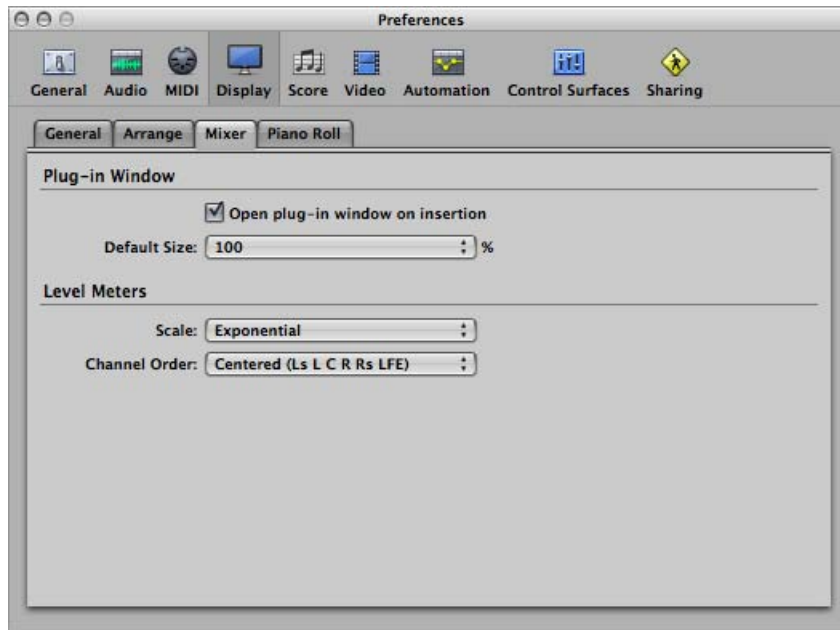 Preferences
General Audio MIDI Display Score Video Automation Control Surfaces Sharing
General Arrange Mixer Piano Roll
Plug-in Window
Open plug-in window on insertion
Default Size: 100 %
Level Meters
Scale: Exponential
Channel Order: Centered (Ls L C R Rs LFE)